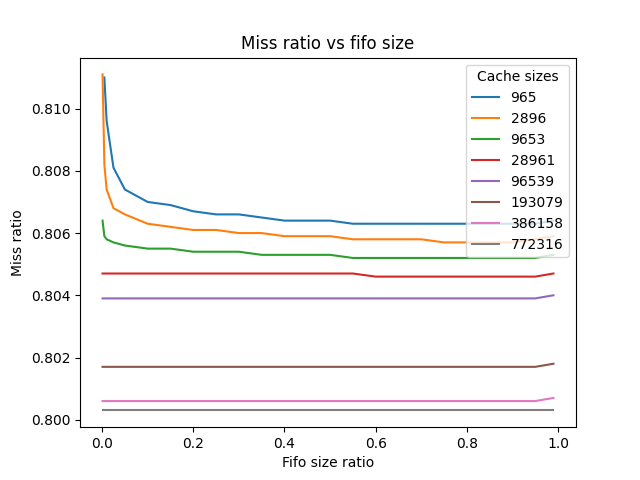 Miss ratio vs fifo size
Cache sizes
965
2896
9653
28961
96539
193079
386158
772316
0.810
0.808
0.806
0.804
0.802
0.800
Miss ratio
0.0 0.2 0.4 0.6 0.8 1.0
Fifo size ratio